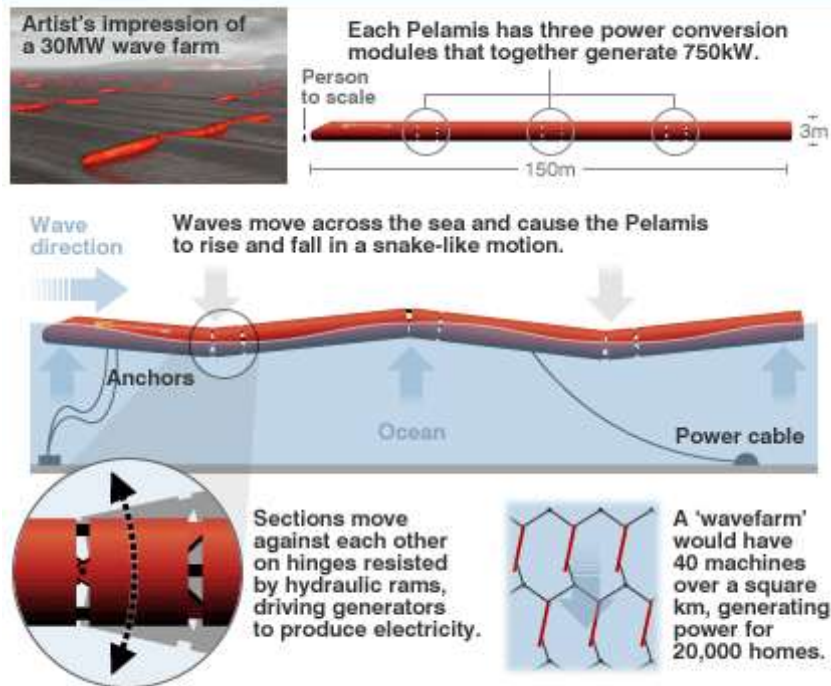 Artist's impression of
a 30MW wave farm
Each Pelamis has three power conversion
modules that together generate 750kW.
Person
to scale
3m
150m
Wave
direction
Waves move across the sea and cause the Pelamis
to rise and fall in a snake-like motion.
Anchors
Ocean
Power cable
Sections move
against each other
on hinges resisted
by hydraulic rams,
driving generators
to produce electricity.
A 'wavefarm'
would have
40 machines
over a square
km, generating
power for
20,000 homes.